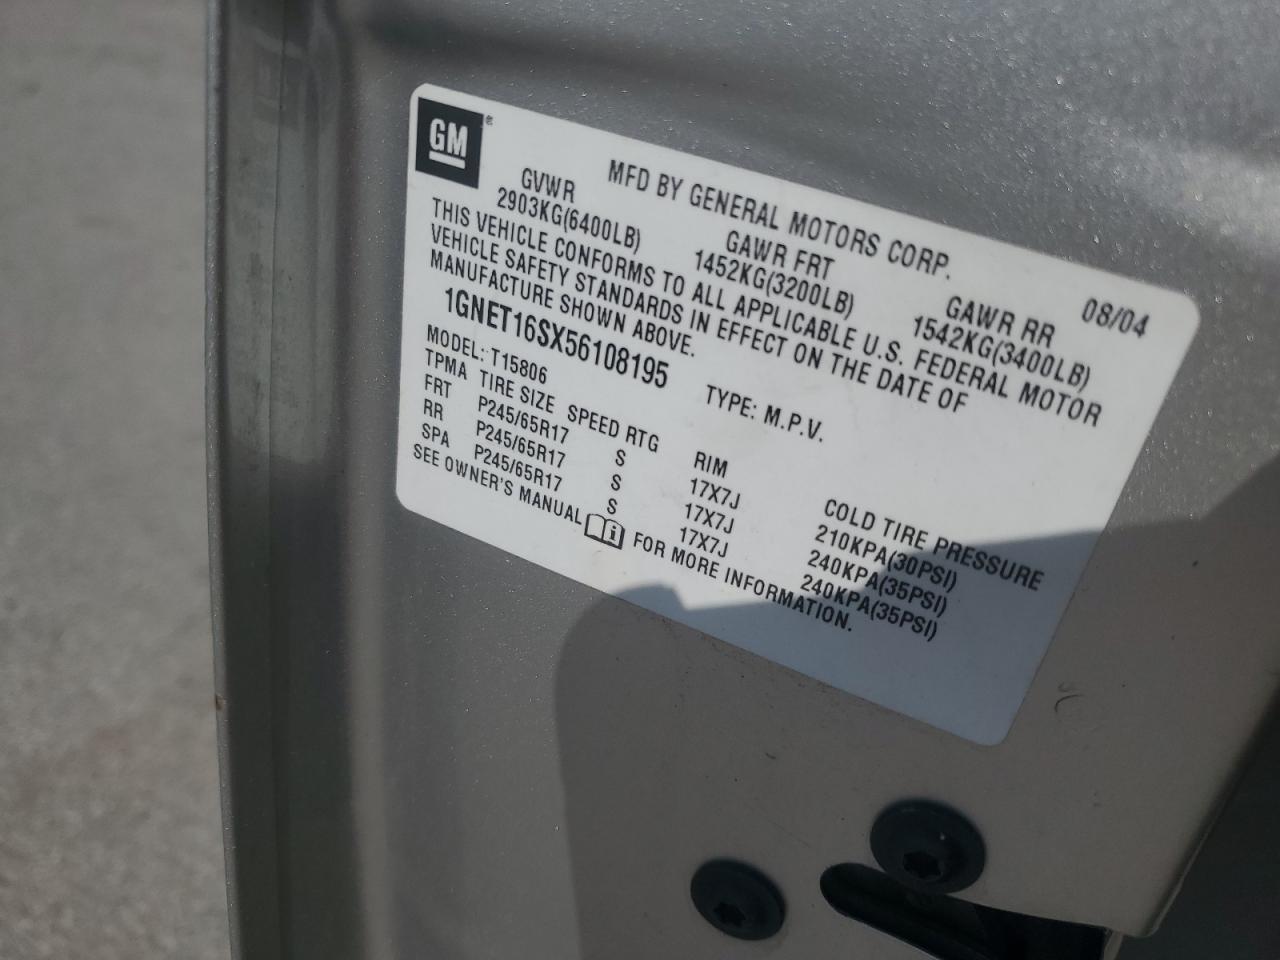 GM®
MFD BY GENERAL MOTORS CORP. 08/04
GVWR GAWR FRT GAWR RR
2903KG(6400LB) 1452KG(3200LB) 1542KG(3400LB)
THIS VEHICLE CONFORMS TO ALL APPLICABLE U.S. FEDERAL MOTOR
VEHICLE SAFETY STANDARDS IN EFFECT ON THE DATE OF
MANUFACTURE SHOWN ABOVE.
1GNET16SX56108195 TYPE: M.P.V.
MODEL: T15806
TPMA TIRE SIZE SPEED RTG RIM COLD TIRE PRESSURE
FRT P245/65R17 S 17X7J 210KPA(30PSI)
RR P245/65R17 S 17X7J 240KPA(35PSI)
SPA P245/65R17 S 17X7J 240KPA(35PSI)
SEE OWNER'S MANUAL i FOR MORE INFORMATION.